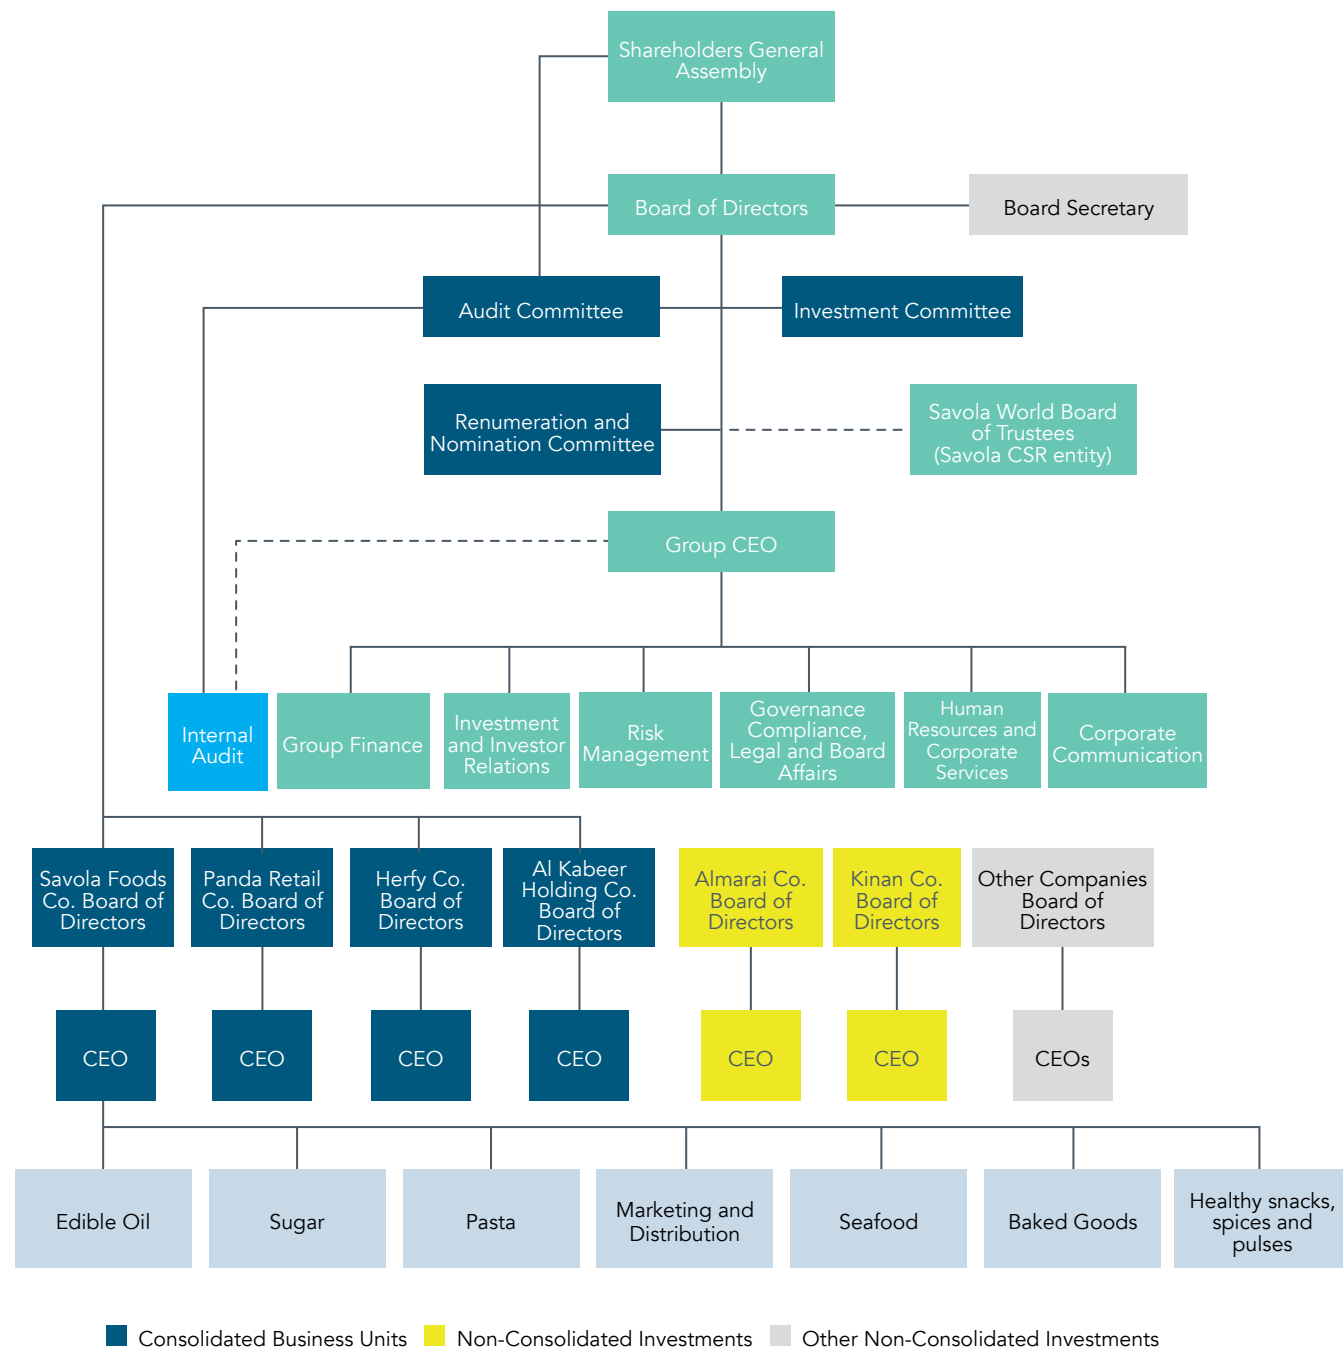 Shareholders General
Assembly
Board of Directors
Board Secretary
Audit Committee
Investment Committee
Renumeration and
Nomination Committee
Savola World Board
of Trustees
(Savola CSR entity)
Group CEO
Internal
Audit
Group Finance
Investment
and Investor
Relations
Risk
Management
Governance
Compliance,
Legal and Board
Affairs
Human
Resources and
Corporate
Services
Corporate
Communication
Savola Foods
Co. Board of
Directors
Panda Retail
Co. Board of
Directors
Herfy Co.
Board of
Directors
Al Kabeer
Holding Co.
Board of
Directors
Almarai Co.
Board of
Directors
Kinan Co.
Board of
Directors
Other Companies
Board of
Directors
CEO
CEO
CEO
CEO
CEO
CEO
CEOs
Edible Oil
Sugar
Pasta
Marketing and
Distribution
Seafood
Baked Goods
Healthy snacks,
spices and
pulses
Consolidated Business Units
Non-Consolidated Investments
Other Non-Consolidated Investments